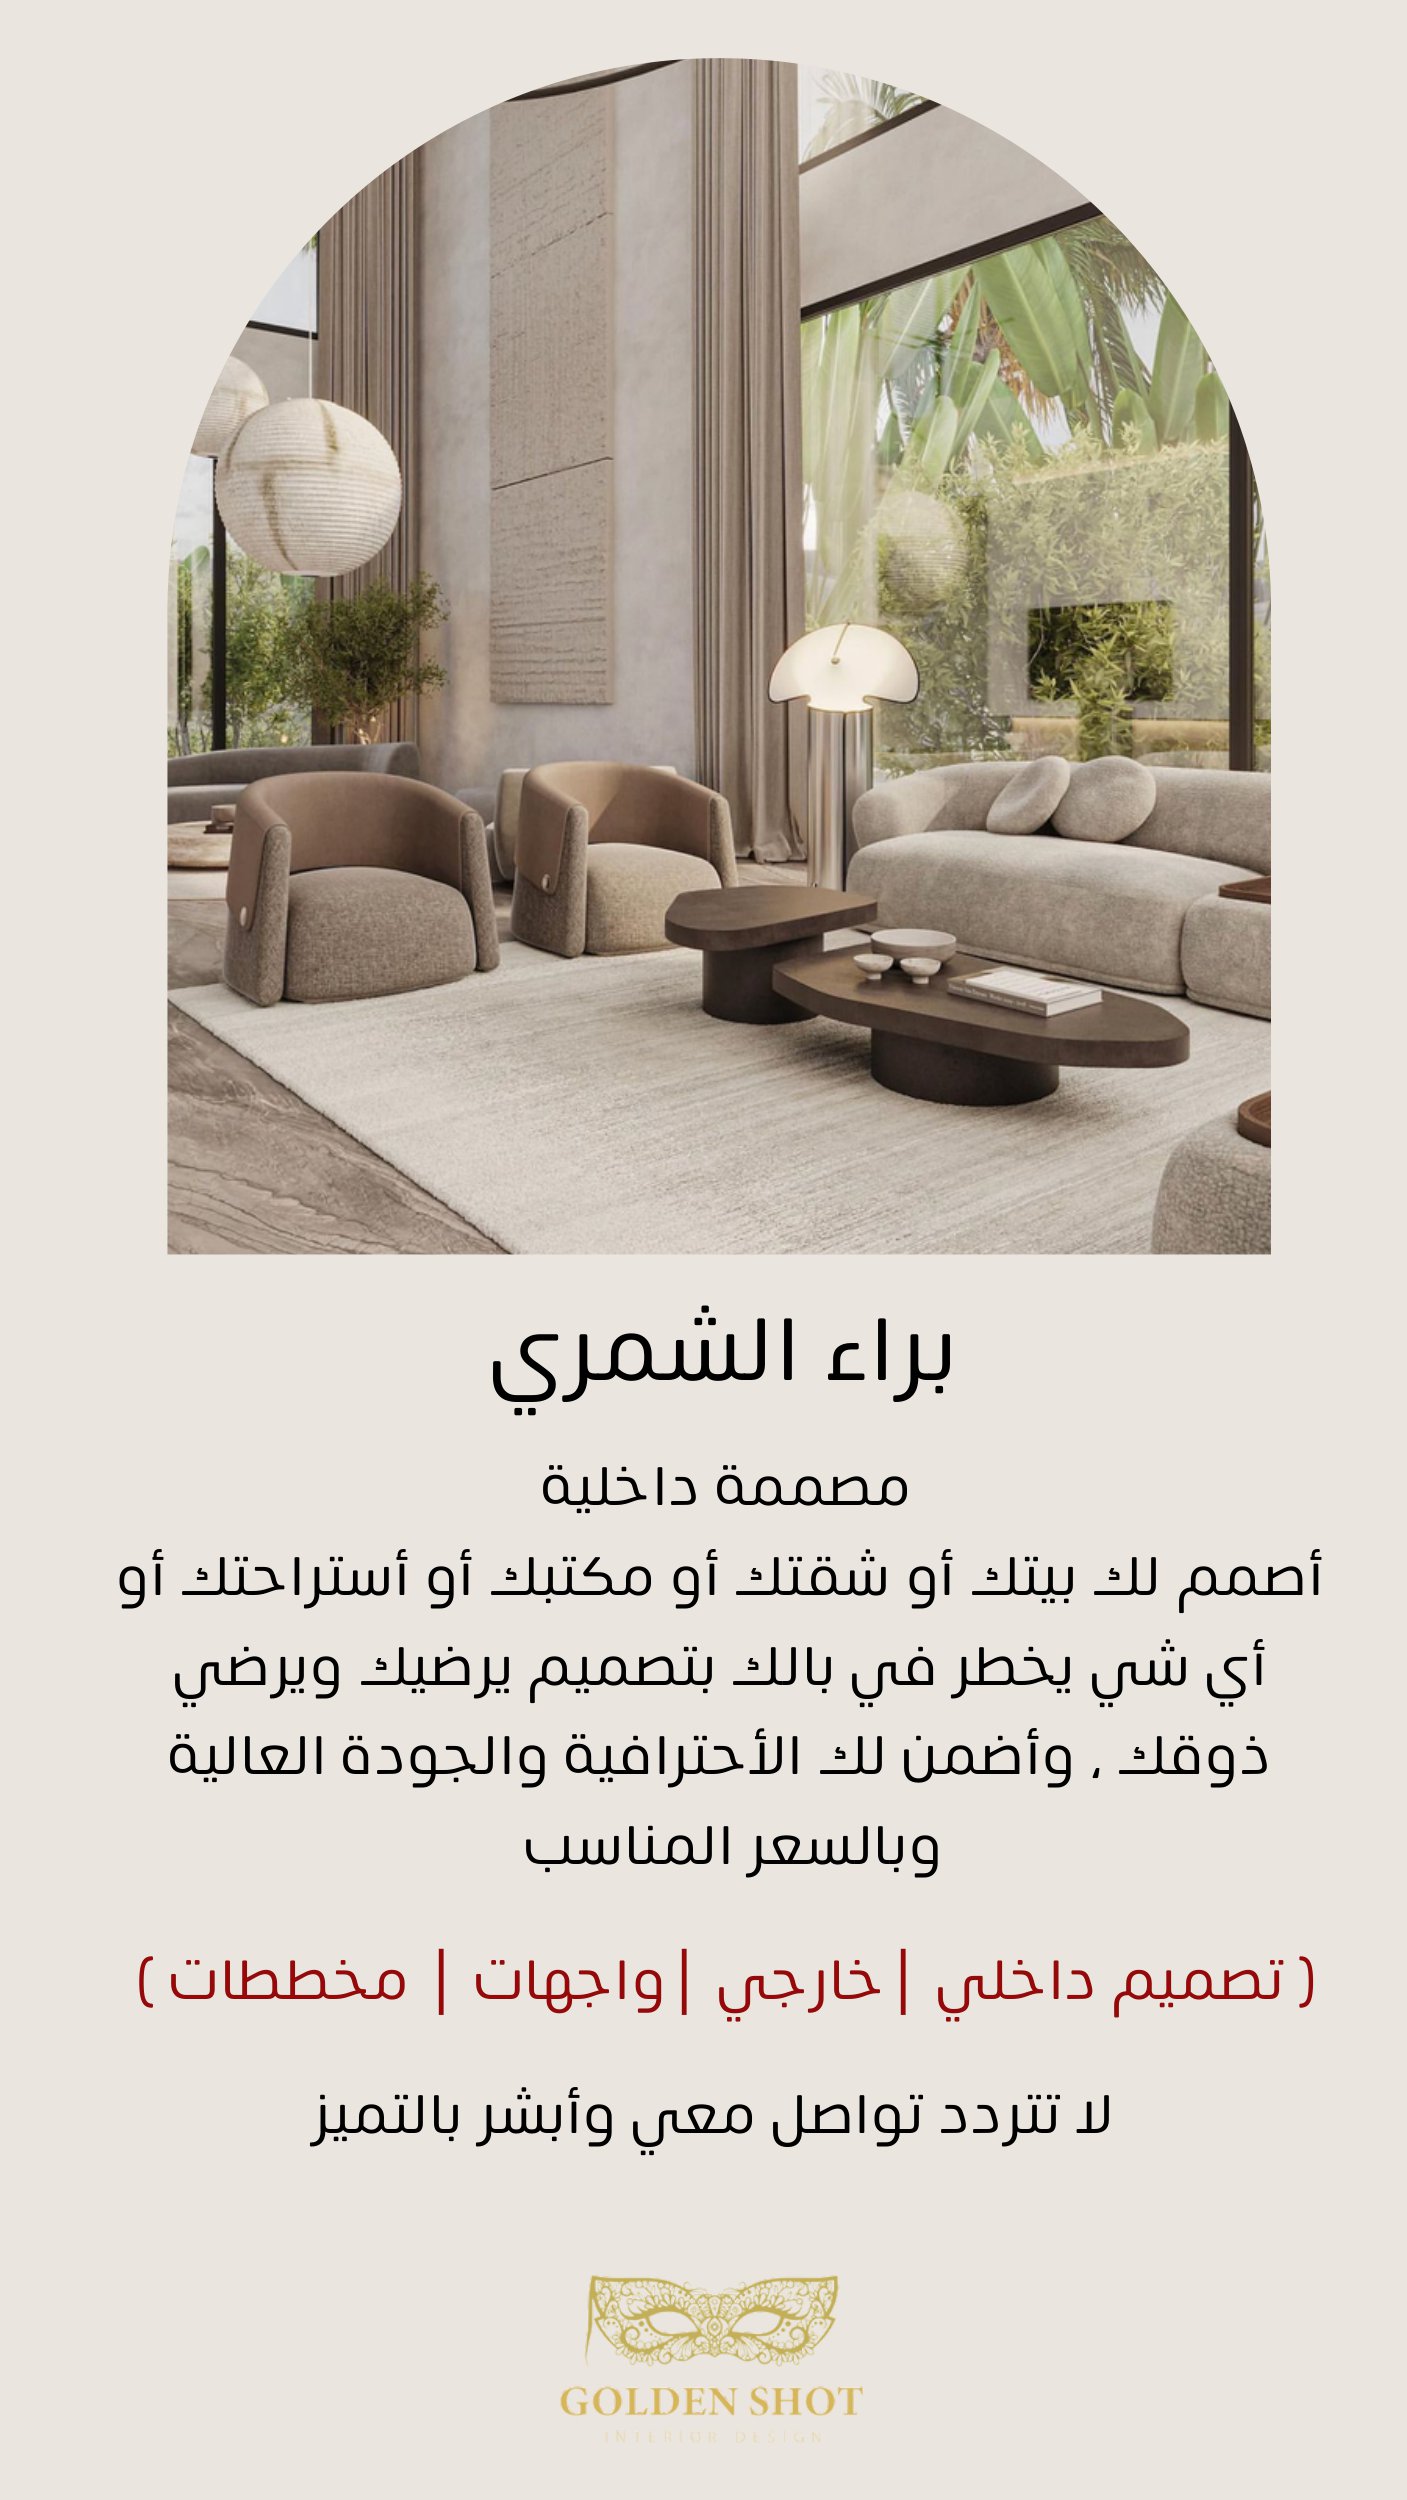 براء الشمري
مصممة داخلية
أصمم لك بيتك أو شقتك أو مكتبك أو أستراحتك أو
أي شي يخطر في بالك بتصميم يرضيك ويرضي
ذوقك ، وأضمن لك الأحترافية والجودة العالية
وبالسعر المناسب
( تصميم داخلي | خارجي | واجهات | مخططات )
لا تتردد تواصل معي وأبشر بالتميز
GOLDEN SHOT
INTERIOR DESIGN